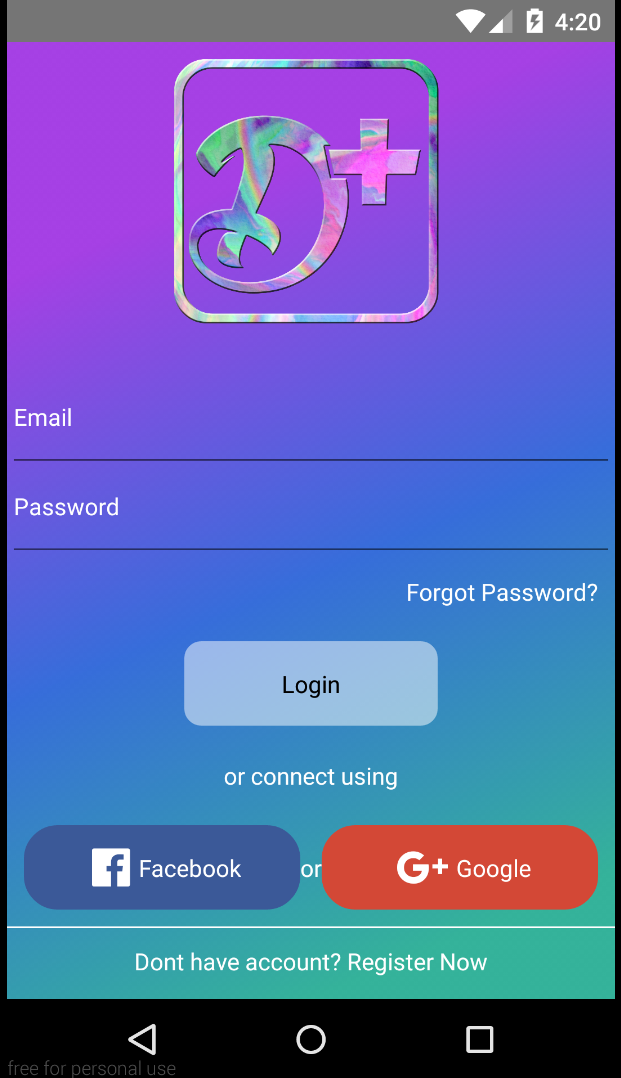 4:20
D+
Email
Password
Forgot Password?
Login
or connect using
Facebook or G+ Google
Dont have account? Register Now
free for personal use